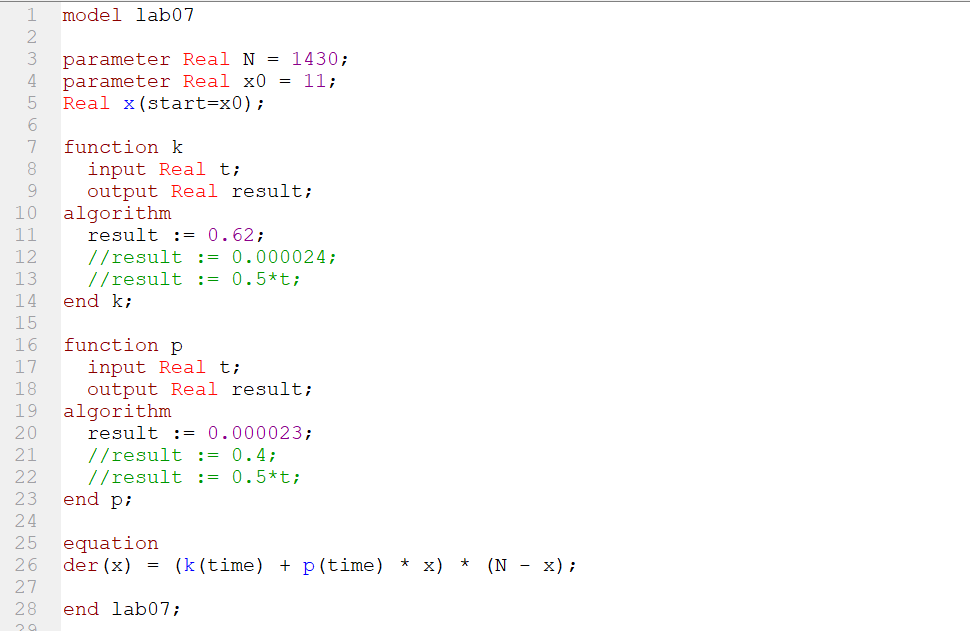 1 model lab07
2
3 parameter Real N = 1430;
4 parameter Real x0 = 11;
5 Real x(start=x0);
6
7 function k
8   input Real t;
9   output Real result;
10 algorithm
11   result := 0.62;
12   //result := 0.000024;
13   //result := 0.5*t;
14 end k;
15
16 function p
17   input Real t;
18   output Real result;
19 algorithm
20   result := 0.000023;
21   //result := 0.4;
22   //result := 0.5*t;
23 end p;
24
25 equation
26 der(x) = (k(time) + p(time) * x) * (N - x);
27
28 end lab07;
29